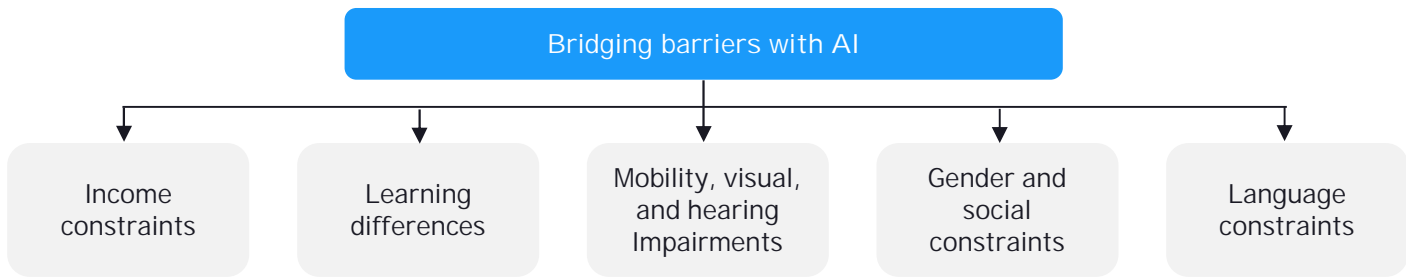 Bridging barriers with AI
Income
constraints
Learning
differences
Mobility, visual,
and hearing
Impairments
Gender and
social
constraints
Language
constraints